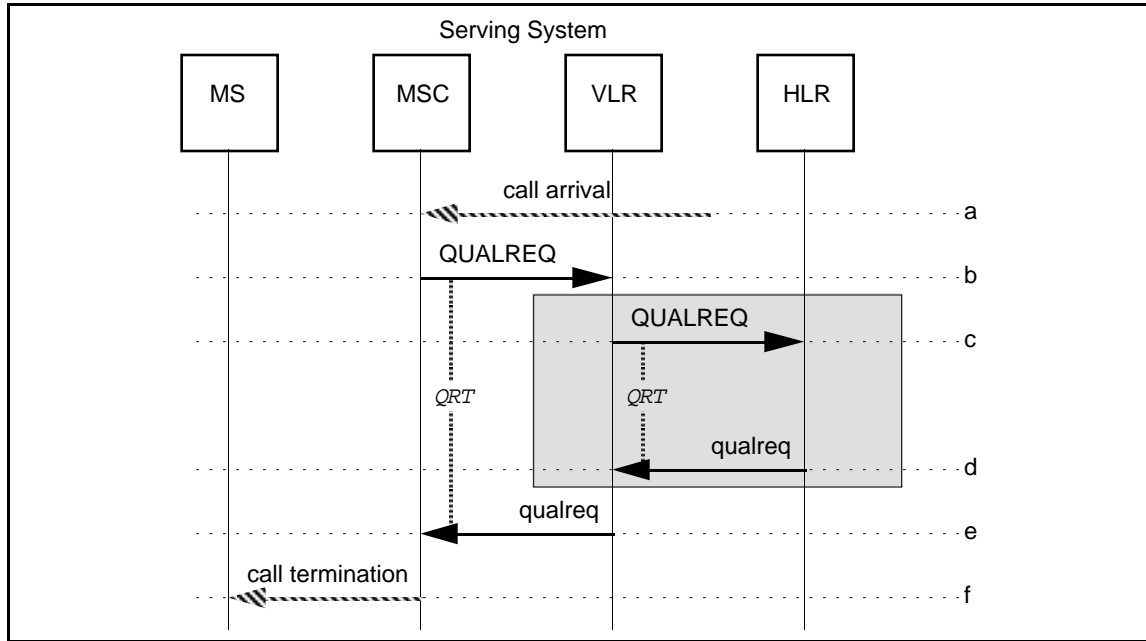 Serving System
MS
MSC
VLR
HLR
call arrival
a
QUALREQ
b
QUALREQ
c
QRT
QRT
qualreq
d
qualreq
e
call termination
f